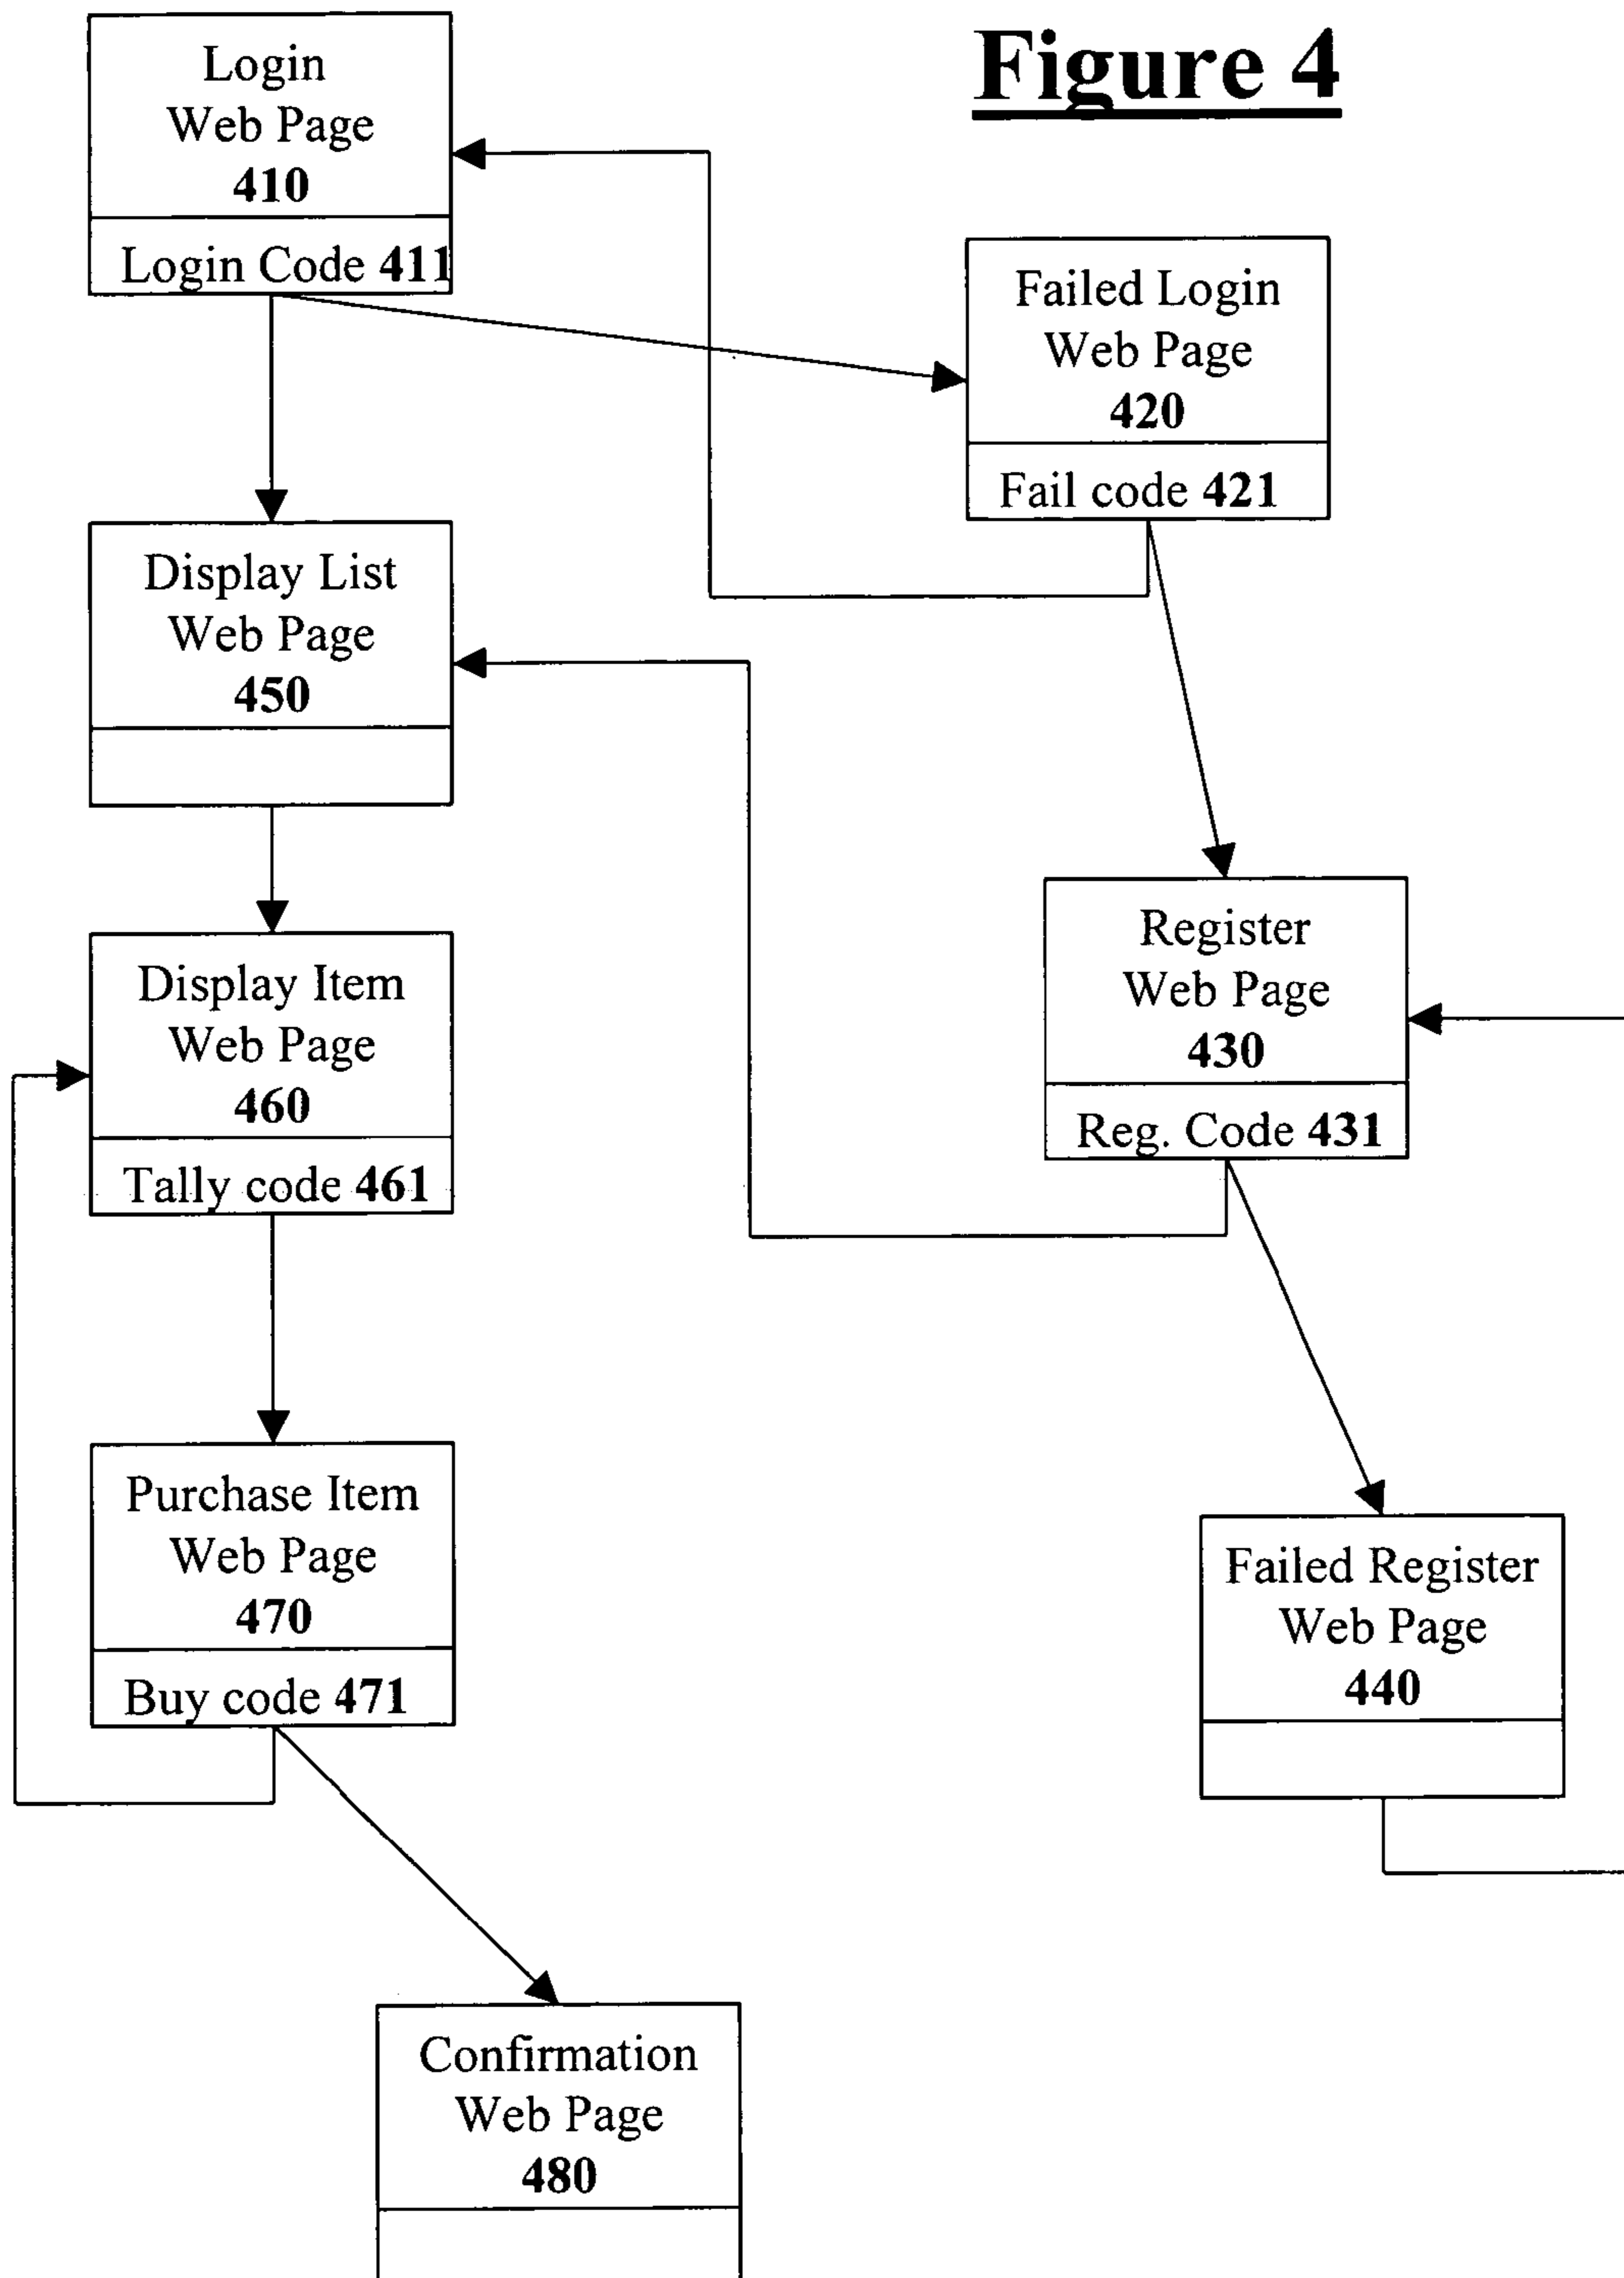 Figure 4
Login
Web Page
410
Login Code 411
Failed Login
Web Page
420
Fail code 421
Display List
Web Page
450
Register
Web Page
430
Reg. Code 431
Display Item
Web Page
460
Tally code 461
Purchase Item
Web Page
470
Buy code 471
Failed Register
Web Page
440
Confirmation
Web Page
480